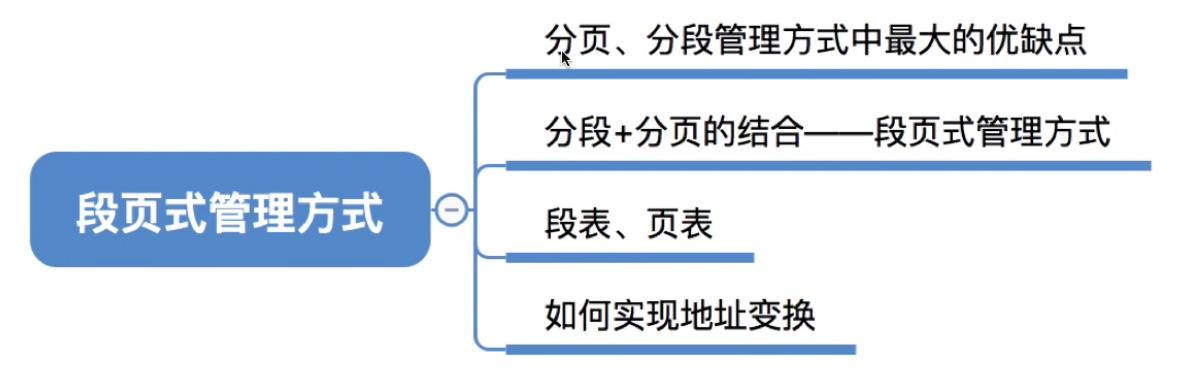 分页、分段管理方式中最大的优缺点
分段+分页的结合——段页式管理方式
段页式管理方式
段表、页表
如何实现地址变换